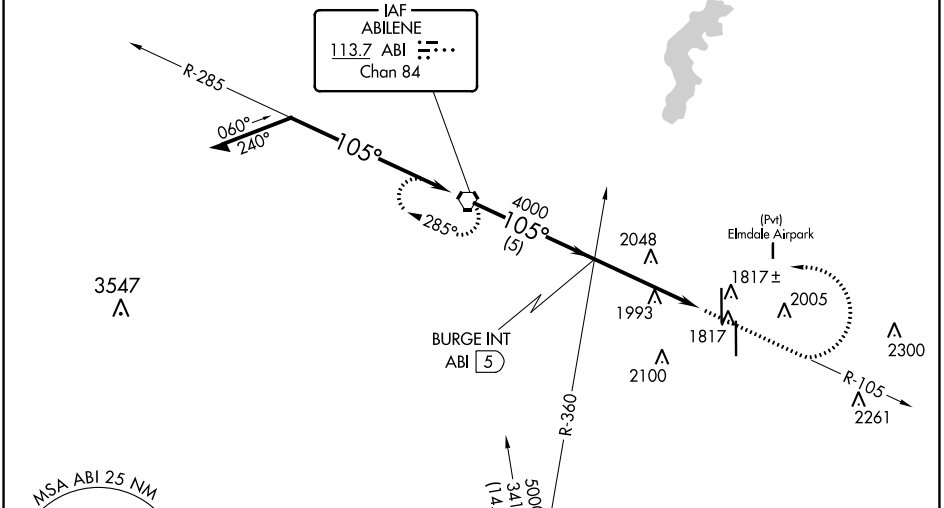 IAF
ABILENE
113.7 ABI
Chan 84
R-285
060°
240°
105°
285°
4000
105°
(5)
2048
(Pvt)
Elmdale Airpark
1817±
2005
3547
1993
1817
2300
BURGE INT
ABI 5
2100
R-105
2261
R-360
MSA ABI 25 NM
341